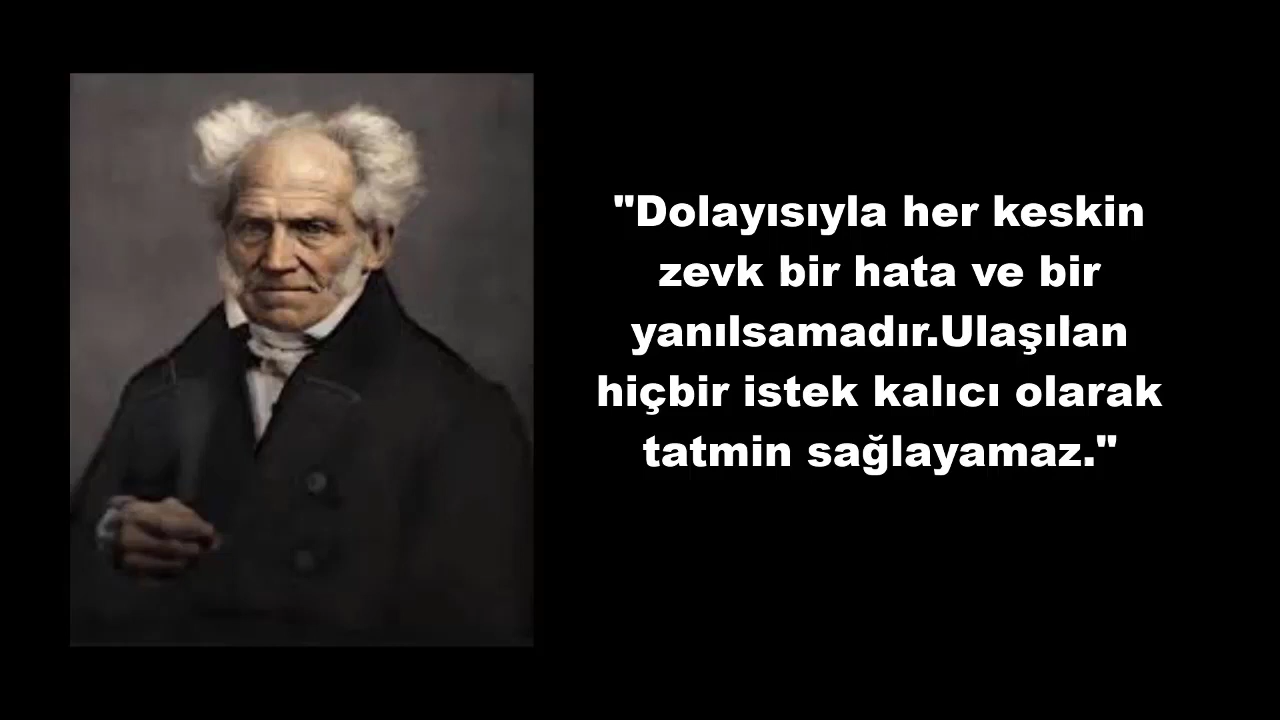 "Dolayısıyla her keskin
zevk bir hata ve bir
yanılsamadır.Ulaşılan
hiçbir istek kalıcı olarak
tatmin sağlayamaz."